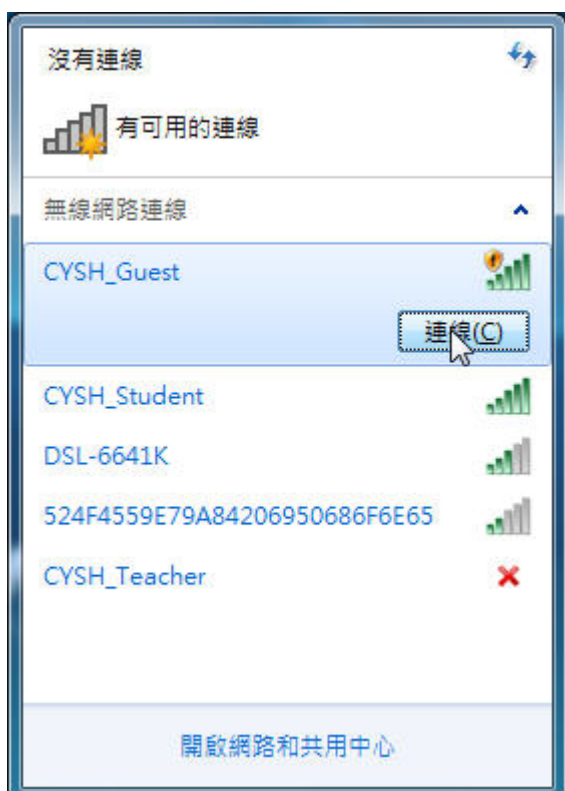 沒有連線
有可用的連線
無線網路連線
CYSH_Guest
連線(C)
CYSH_Student
DSL-6641K
524F4559E79A84206950686F6E65
CYSH_Teacher
開啟網路和共用中心